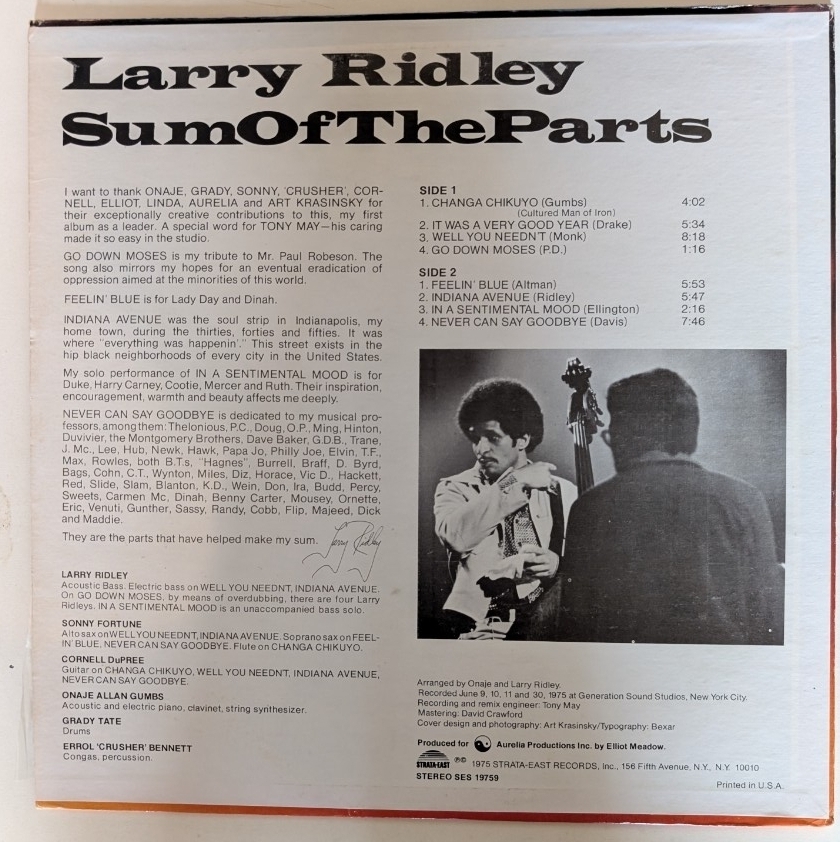 Larry Ridley
SumOfTheParts
I want to thank ONAJE, GRADY, SONNY, 'CRUSHER', COR-
NELL, ELLIOT, LINDA, AURELIA and ART KRASINSKY for
their exceptionally creative contributions to this, my first
album as a leader. A special word for TONY MAY—his caring
made it so easy in the studio.
GO DOWN MOSES is my tribute to Mr. Paul Robeson. The
song also mirrors my hopes for an eventual eradication of
oppression aimed at the minorities of this world.
FEELIN' BLUE is for Lady Day and Dinah.
INDIANA AVENUE was the soul strip in Indianapolis, my
home town, during the thirties, forties and fifties. It was
where "everything was happenin'." This street exists in the
hip black neighborhoods of every city in the United States.
My solo performance of IN A SENTIMENTAL MOOD is for
Duke, Harry Carney, Cootie, Mercer and Ruth. Their inspiration,
encouragement, warmth and beauty affects me deeply.
NEVER CAN SAY GOODBYE is dedicated to my musical pro-
fessors, among them: Thelonious, P.C., Doug, O.P., Ming, Hinton,
Duvivier, the Montgomery Brothers, Dave Baker, G.D.B., Trane,
J. Mc., Lee, Hub, Newk, Hawk, Papa Jo, Philly Joe, Elvin, T.F.,
Max, Rowles, both B.T.s, "Hagnes", Burrell, Braff, D. Byrd,
Bags, Cohn, C.T., Wynton, Miles, Diz, Horace, Vic D., Hackett,
Red, Slide, Slam, Blanton, K.D., Wein, Don, Ira, Budd, Percy,
Sweets, Carmen Mc, Dinah, Benny Carter, Mousey, Ornette,
Eric, Venuti, Gunther, Sassy, Randy, Cobb, Flip, Majeed, Dick
and Maddie.
They are the parts that have helped make my sum. Larry Ridley
LARRY RIDLEY
Acoustic Bass. Electric bass on WELL YOU NEEDN'T, INDIANA AVENUE.
On GO DOWN MOSES, by means of overdubbing, there are four Larry
Ridleys. IN A SENTIMENTAL MOOD is an unaccompanied bass solo.
SONNY FORTUNE
Alto sax on WELL YOU NEEDN'T, INDIANA AVENUE. Soprano sax on FEEL-
IN' BLUE, NEVER CAN SAY GOODBYE. Flute on CHANGA CHIKUYO.
CORNELL DuPREE
Guitar on CHANGA CHIKUYO, WELL YOU NEEDN'T, INDIANA AVENUE,
NEVER CAN SAY GOODBYE.
ONAJE ALLAN GUMBS
Acoustic and electric piano, clavinet, string synthesizer.
GRADY TATE
Drums
ERROL 'CRUSHER' BENNETT
Congas, percussion.
SIDE 1
1. CHANGA CHIKUYO (Gumbs) 4:02
(Cultured Man of Iron)
2. IT WAS A VERY GOOD YEAR (Drake) 5:34
3. WELL YOU NEEDN'T (Monk) 8:18
4. GO DOWN MOSES (P.D.) 1:16
SIDE 2
1. FEELIN' BLUE (Altman) 5:53
2. INDIANA AVENUE (Ridley) 5:47
3. IN A SENTIMENTAL MOOD (Ellington) 2:16
4. NEVER CAN SAY GOODBYE (Davis) 7:46
Arranged by Onaje and Larry Ridley.
Recorded June 9, 10, 11 and 30, 1975 at Generation Sound Studios, New York City.
Recording and remix engineer: Tony May
Mastering: David Crawford
Cover design and photography: Art Krasinsky/Typography: Bexar
Produced for Aurelia Productions Inc. by Elliot Meadow.
STRATA-EAST ℗© 1975 STRATA-EAST RECORDS, Inc., 156 Fifth Avenue, N.Y., N.Y. 10010
STEREO SES 19759
Printed in U.S.A.